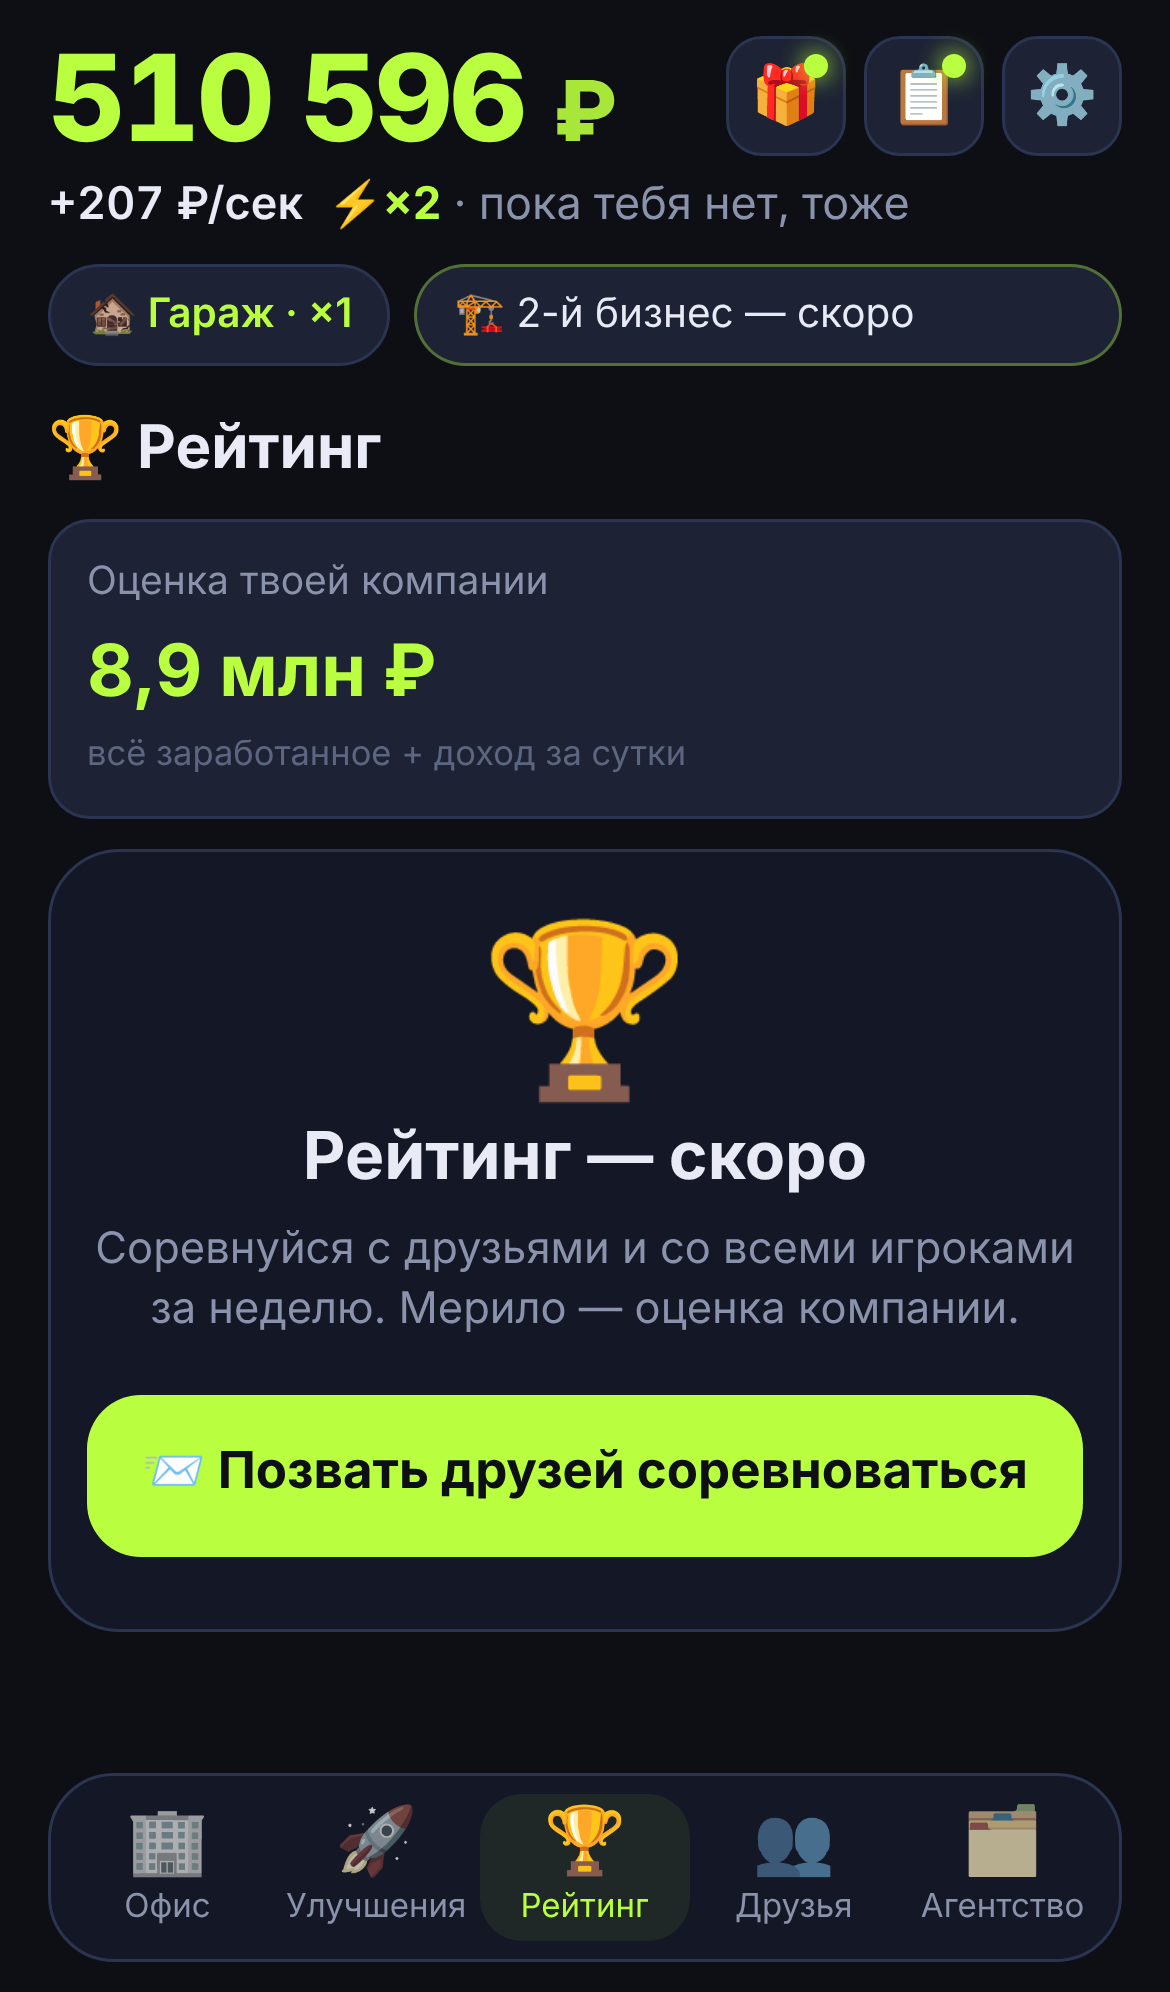 510 596 ₽
+207 ₽/сек ⚡×2 · пока тебя нет, тоже
Гараж · ×1
2-й бизнес — скоро
🏆 Рейтинг
Оценка твоей компании
8,9 млн ₽
всё заработанное + доход за сутки
Рейтинг — скоро
Соревнуйся с друзьями и со всеми игроками
за неделю. Мерило — оценка компании.
📨 Позвать друзей соревноваться
Офис
Улучшения
Рейтинг
Друзья
Агентство